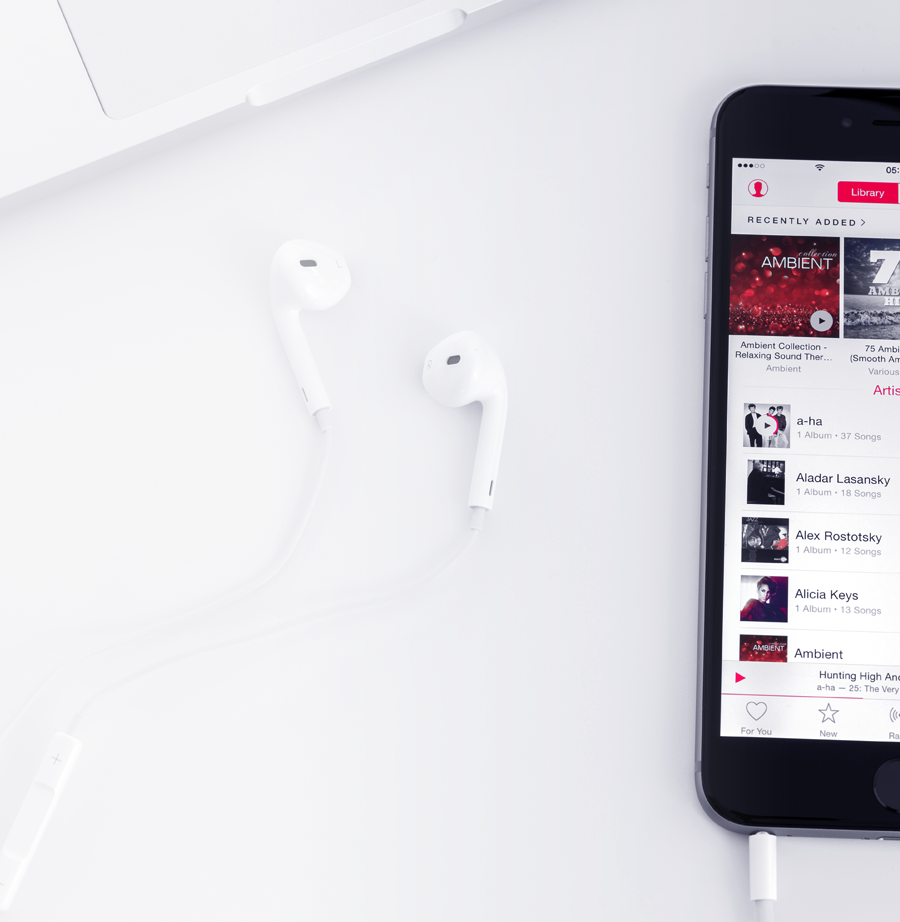 05:
Library
RECENTLY ADDED >
collection
AMBIENT
7
AMB
HI
Ambient Collection -
Relaxing Sound Ther...
Ambient
75 Ambi
(Smooth Am
Various
Artis
a-ha
1 Album • 37 Songs
Aladar Lasansky
1 Album • 18 Songs
JAZZ
Alex Rostotsky
1 Album • 12 Songs
Alicia Keys
1 Album • 13 Songs
AMBIENT
Ambient
Hunting High And
a-ha — 25: The Very
For You
New
Ra
L
+
-